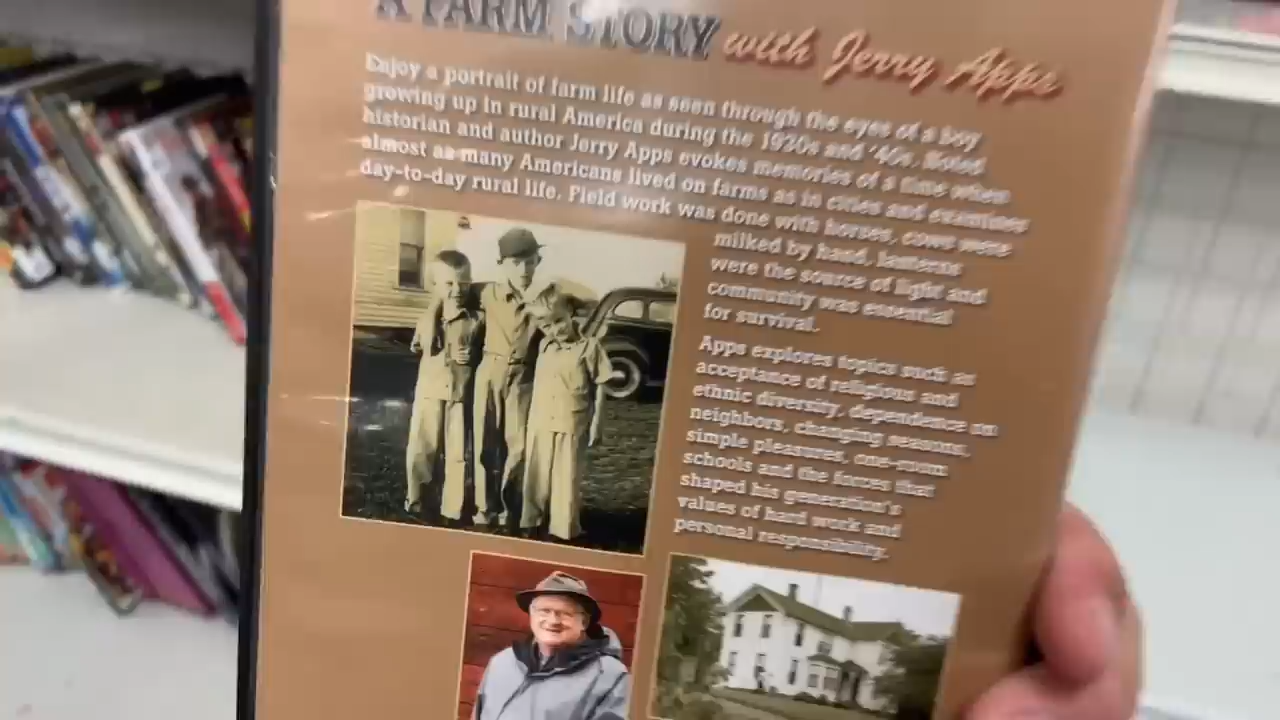 A FARM STORY with Jerry Apps
Enjoy a portrait of farm life as seen through the eyes of a boy
growing up in rural America during the 1930s and '40s. Noted
historian and author Jerry Apps evokes memories of a time when
almost as many Americans lived on farms as in cities and examines
day-to-day rural life. Field work was done with horses, cows were
milked by hand, lanterns
were the source of light and
community was essential
for survival.
Apps explores topics such as
acceptance of religious and
ethnic diversity, dependence on
neighbors, changing seasons,
simple pleasures, one-room
schools and the forces that
shaped his generation's
values of hard work and
personal responsibility.